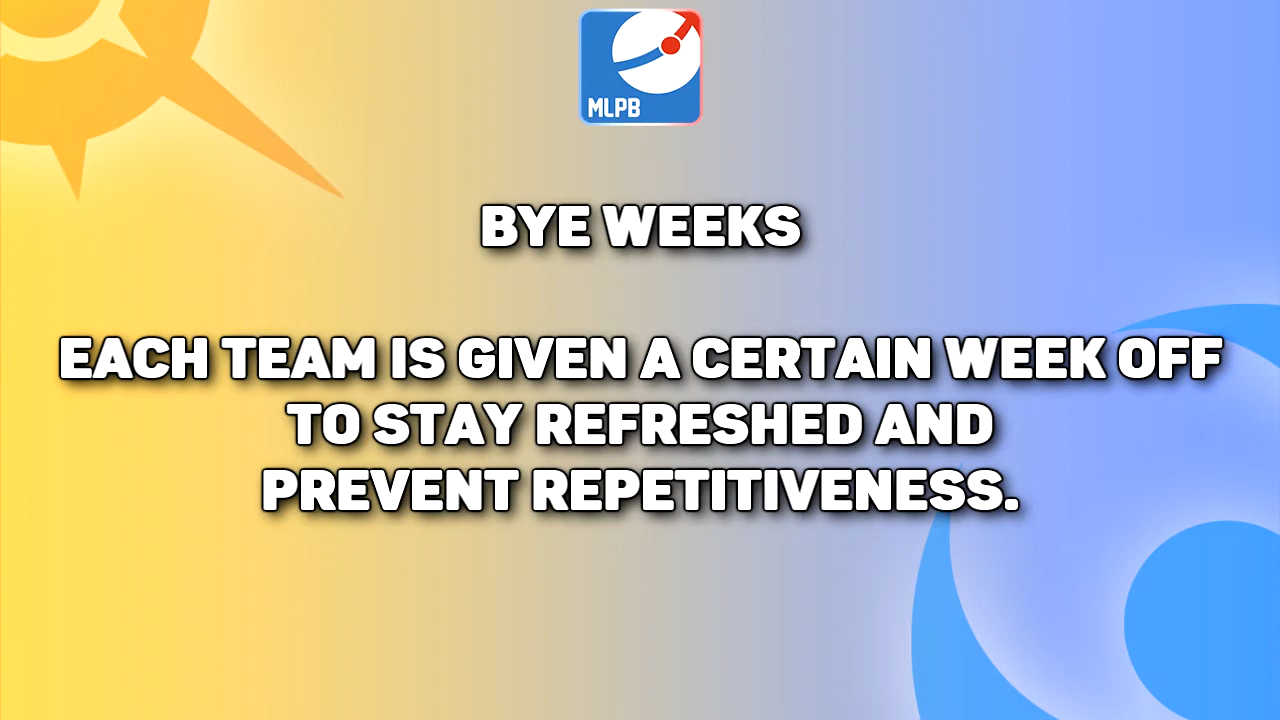 MLPB
BYE WEEKS
EACH TEAM IS GIVEN A CERTAIN WEEK OFF
TO STAY REFRESHED AND
PREVENT REPETITIVENESS.